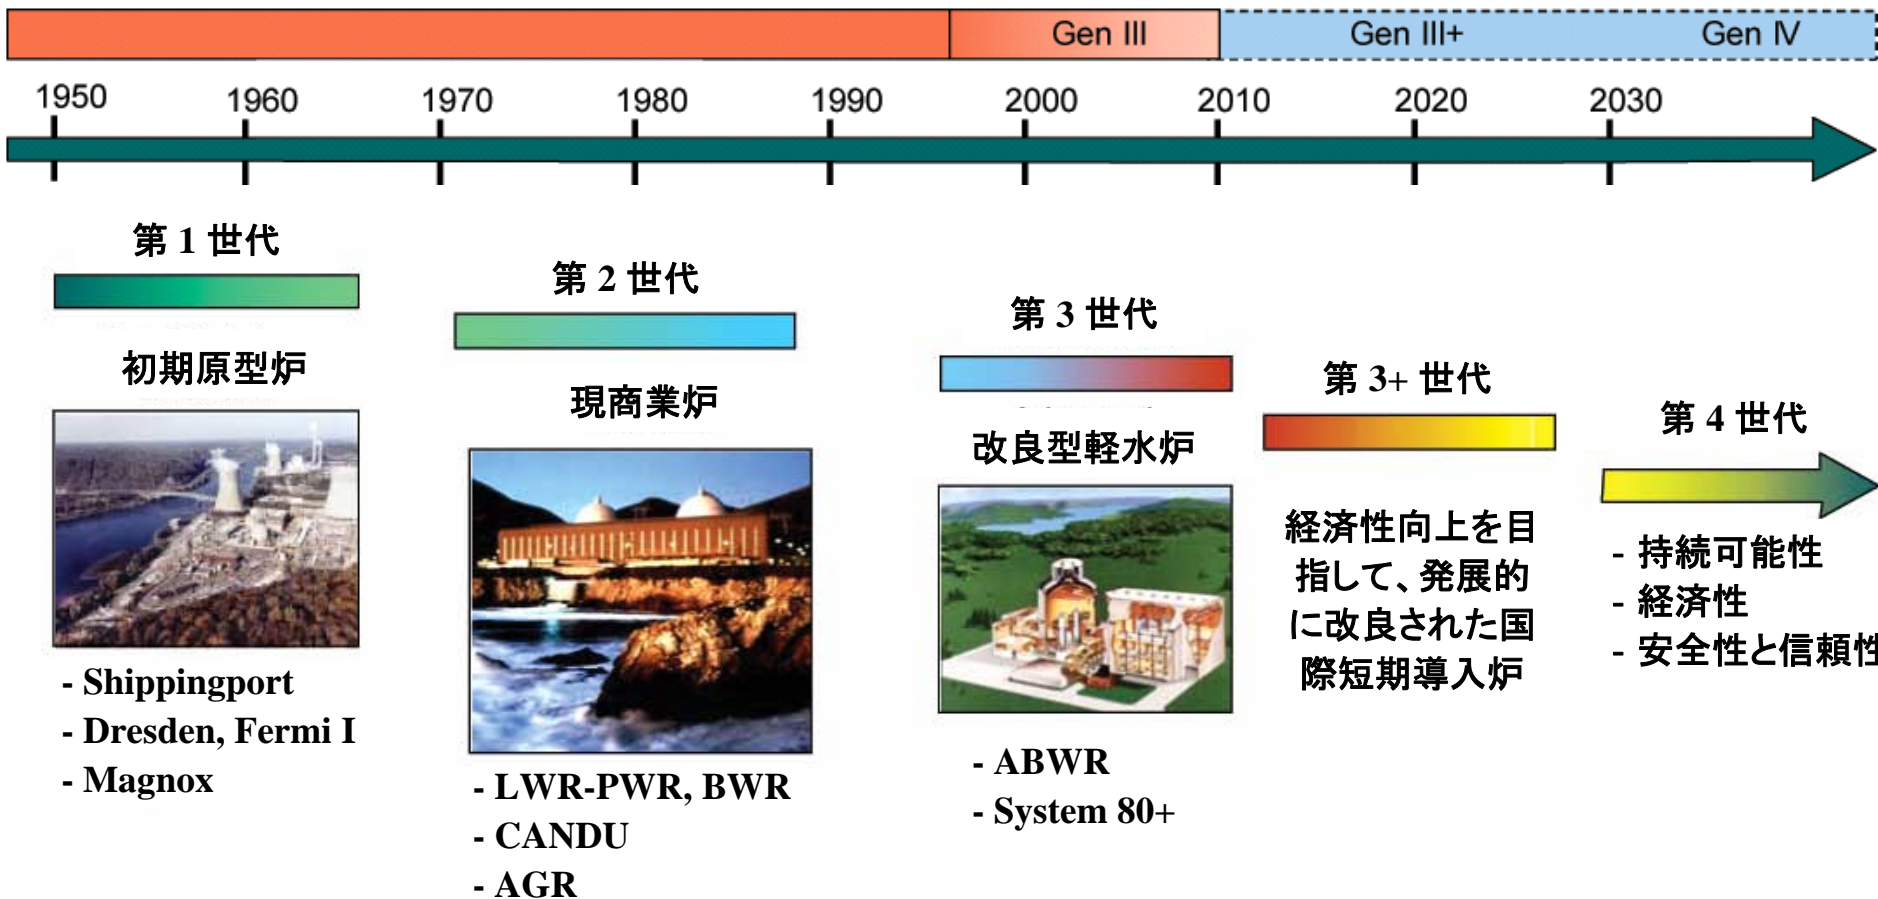 Gen III
Gen III+
Gen IV
1950
1960
1970
1980
1990
2000
2010
2020
2030
第 1 世代
初期原型炉
- Shippingport
- Dresden, Fermi I
- Magnox
第 2 世代
現商業炉
- LWR-PWR, BWR
- CANDU
- AGR
第 3 世代
改良型軽水炉
- ABWR
- System 80+
第 3+ 世代
経済性向上を目
指して、発展的
に改良された国
際短期導入炉
第 4 世代
- 持続可能性
- 経済性
- 安全性と信頼性